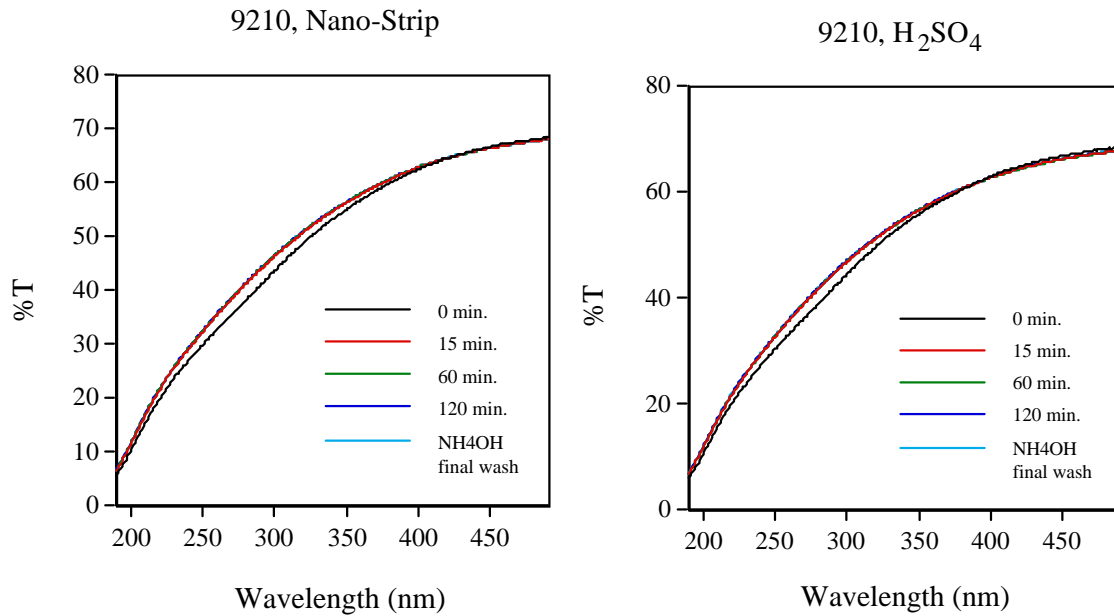 9210, Nano-Strip
80
70
60
50
40
30
20
10
0
%T
0 min.
15 min.
60 min.
120 min.
NH4OH
final wash
200 250 300 350 400 450
Wavelength (nm)
9210, H₂SO₄
80
60
40
20
0
%T
0 min.
15 min.
60 min.
120 min.
NH4OH
final wash
200 250 300 350 400 450
Wavelength (nm)